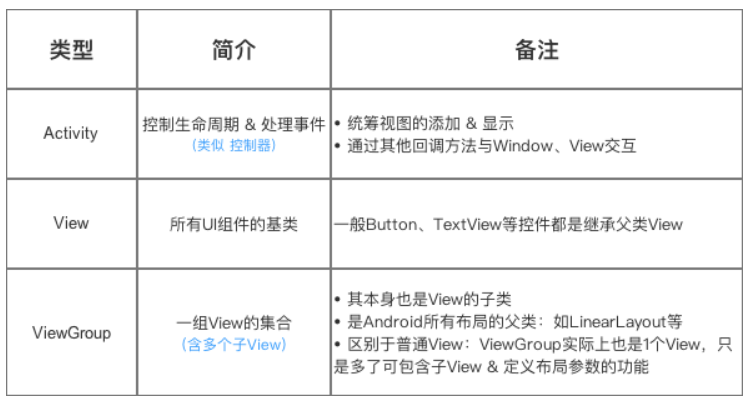 类型
简介
备注
Activity
控制生命周期 & 处理事件
（类似 控制器）
• 统筹视图的添加 & 显示
• 通过其他回调方法与Window、View交互
View
所有UI组件的基类
一般Button、TextView等控件都是继承父类View
ViewGroup
一组View的集合
（含多个子View）
• 其本身也是View的子类
• 是Android所有布局的父类：如LinearLayout等
• 区别于普通View：ViewGroup实际上也是1个View，只
是多了可包含子View & 定义布局参数的功能